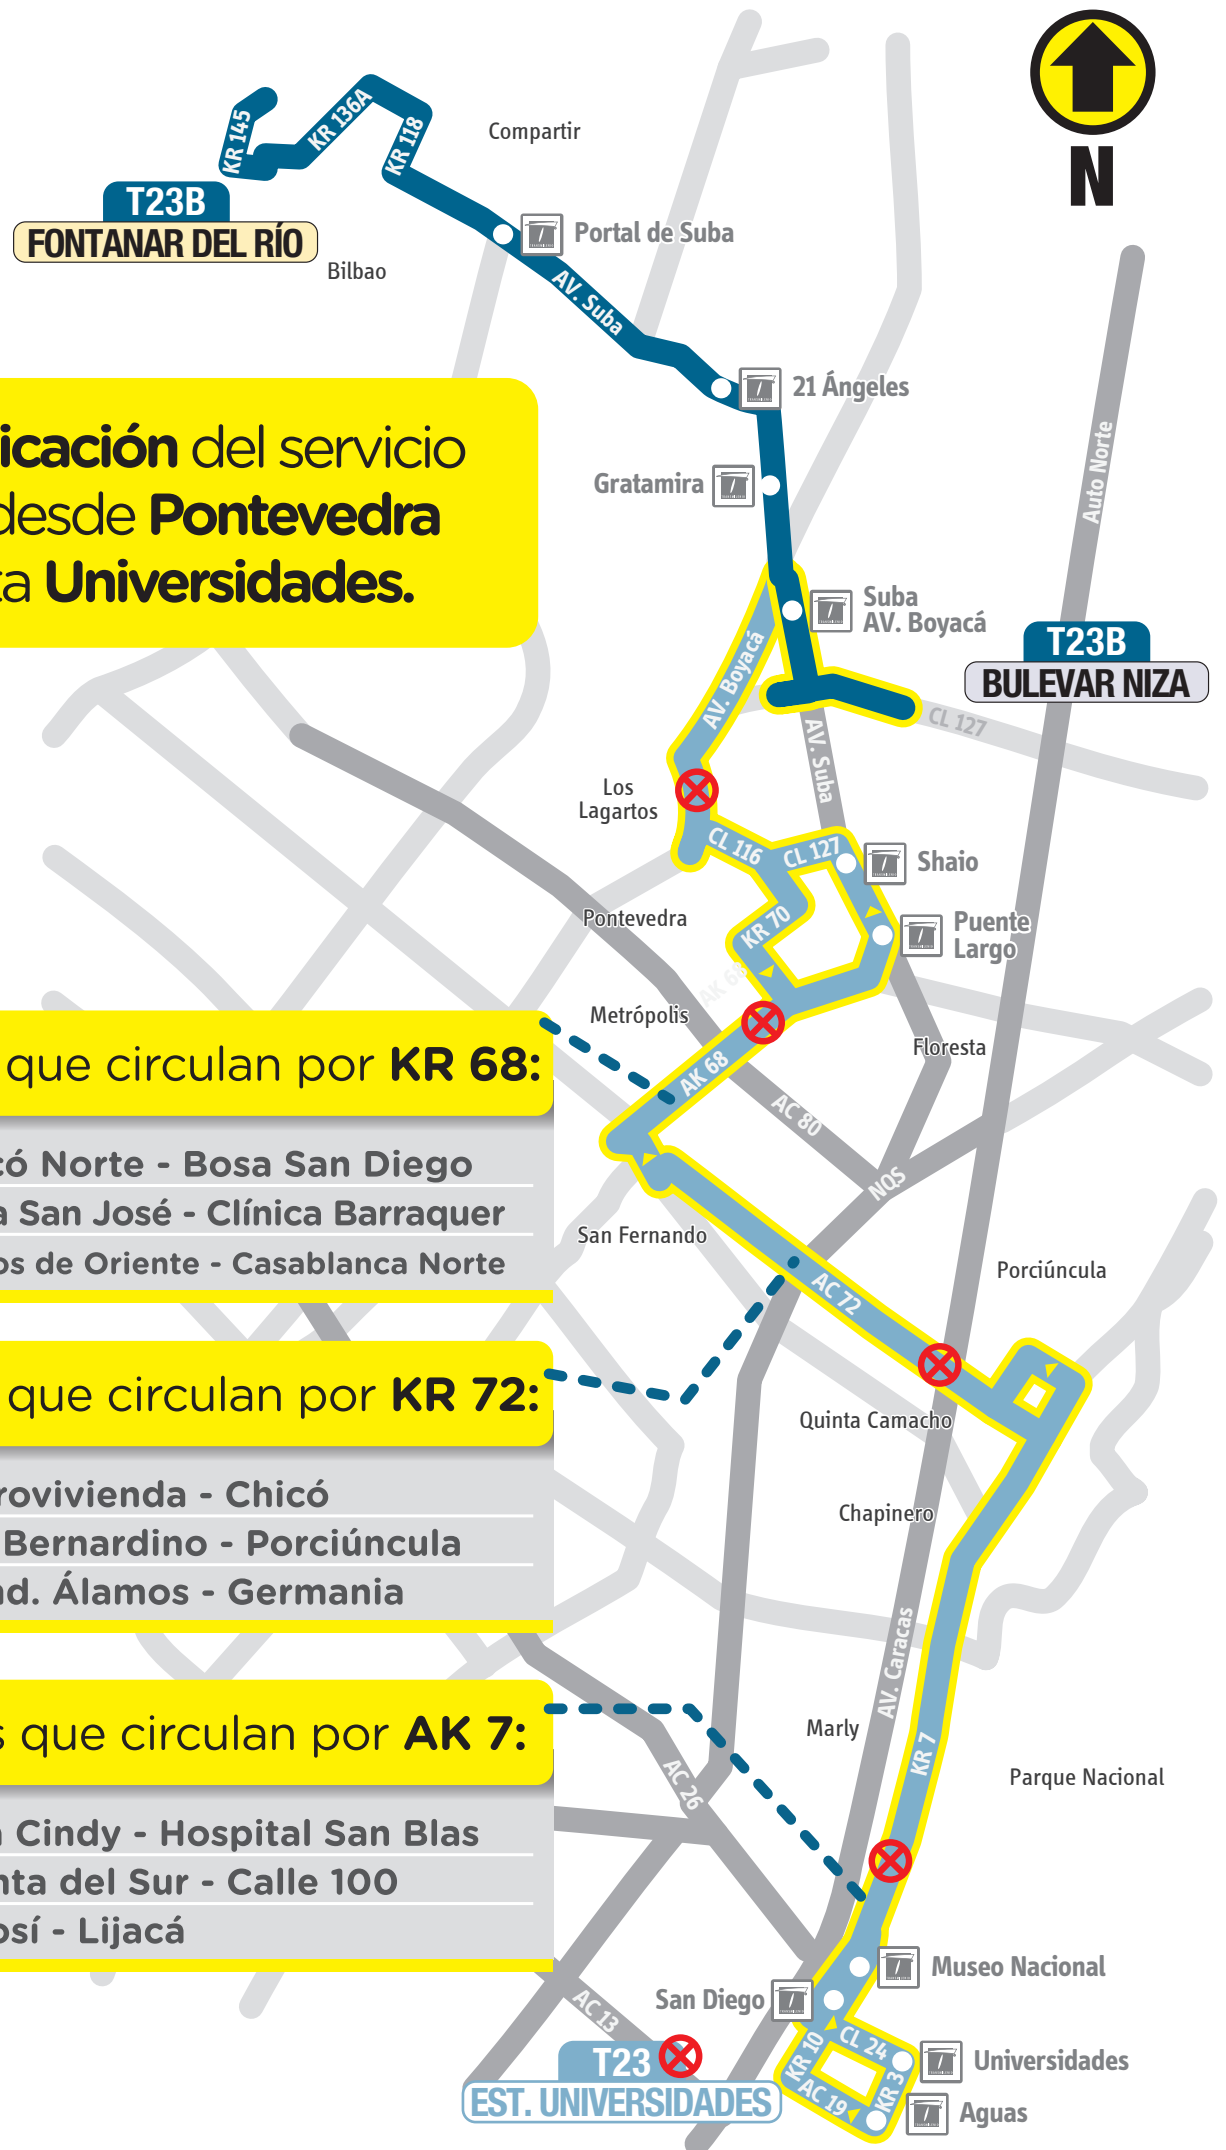 N
KR 145
KR 136A
KR 118
Compartir
T23B
FONTANAR DEL RÍO
Bilbao
Portal de Suba
AV. Suba
21 Ángeles
Gratamira
Auto Norte
icación del servicio
desde Pontevedra
ta Universidades.
Suba
AV. Boyacá
T23B
BULEVAR NIZA
AV. Boyacá
CL 127
AV. Suba
Los
Lagartos
CL 116
CL 127
Shaio
Pontevedra
KR 70
Puente
Largo
AK 68
Metrópolis
Floresta
AK 68
AC 80
NQS
que circulan por KR 68:
có Norte - Bosa San Diego
a San José - Clínica Barraquer
os de Oriente - Casablanca Norte
San Fernando
Porciúncula
AC 72
que circulan por KR 72:
Quinta Camacho
rovivienda - Chicó
Bernardino - Porciúncula
nd. Álamos - Germania
Chapinero
AV. Caracas
s que circulan por AK 7:
Marly
KR 7
Parque Nacional
AC 26
a Cindy - Hospital San Blas
nta del Sur - Calle 100
osí - Lijacá
Museo Nacional
San Diego
AC 13
T23
EST. UNIVERSIDADES
KR 10
CL 24
KR 3
AC 19
Universidades
Aguas